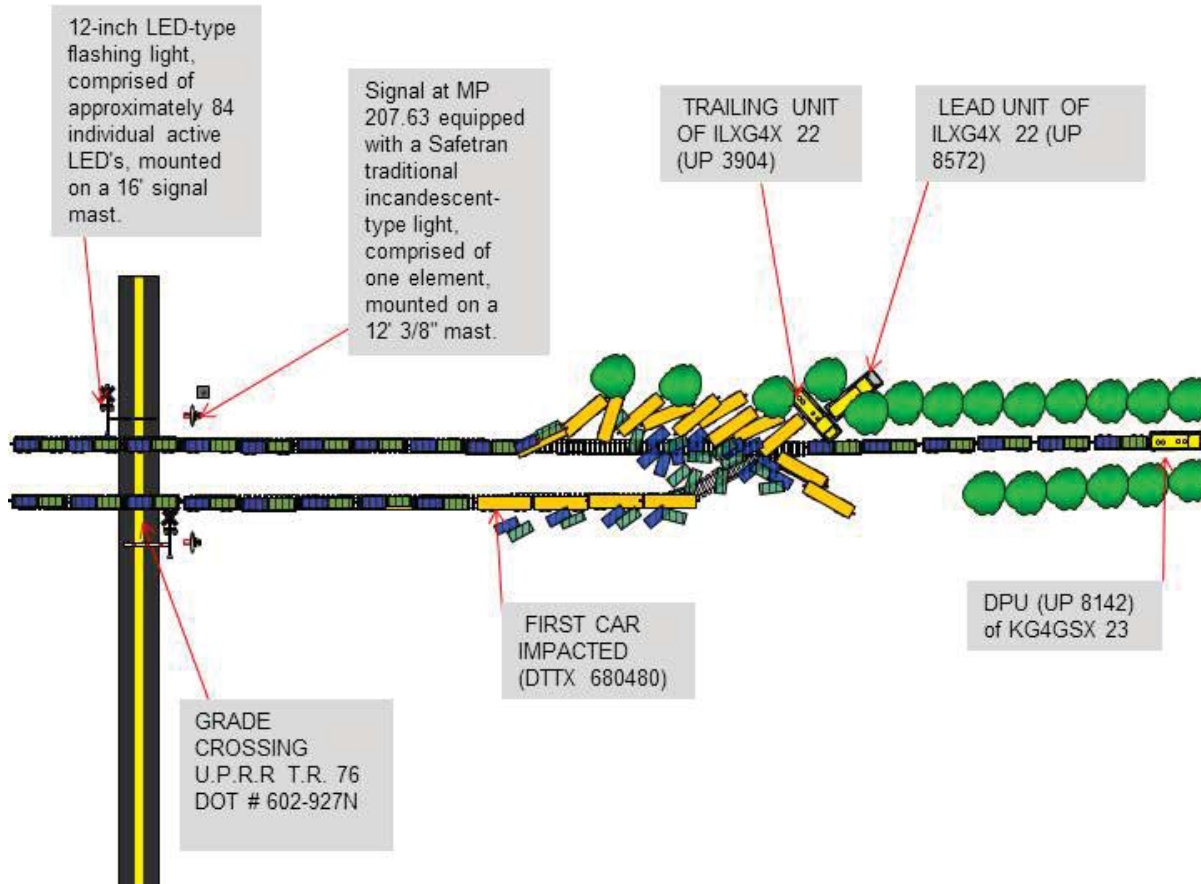 12-inch LED-type
flashing light,
comprised of
approximately 84
individual active
LED's, mounted
on a 16' signal
mast.
Signal at MP
207.63 equipped
with a Safetran
traditional
incandescent-
type light,
comprised of
one element,
mounted on a
12' 3/8" mast.
TRAILING UNIT
OF ILXG4X 22
(UP 3904)
LEAD UNIT OF
ILXG4X 22 (UP
8572)
FIRST CAR
IMPACTED
(DTTX 680480)
DPU (UP 8142)
of KG4GSX 23
GRADE
CROSSING
U.P.R.R T.R. 76
DOT # 602-927N